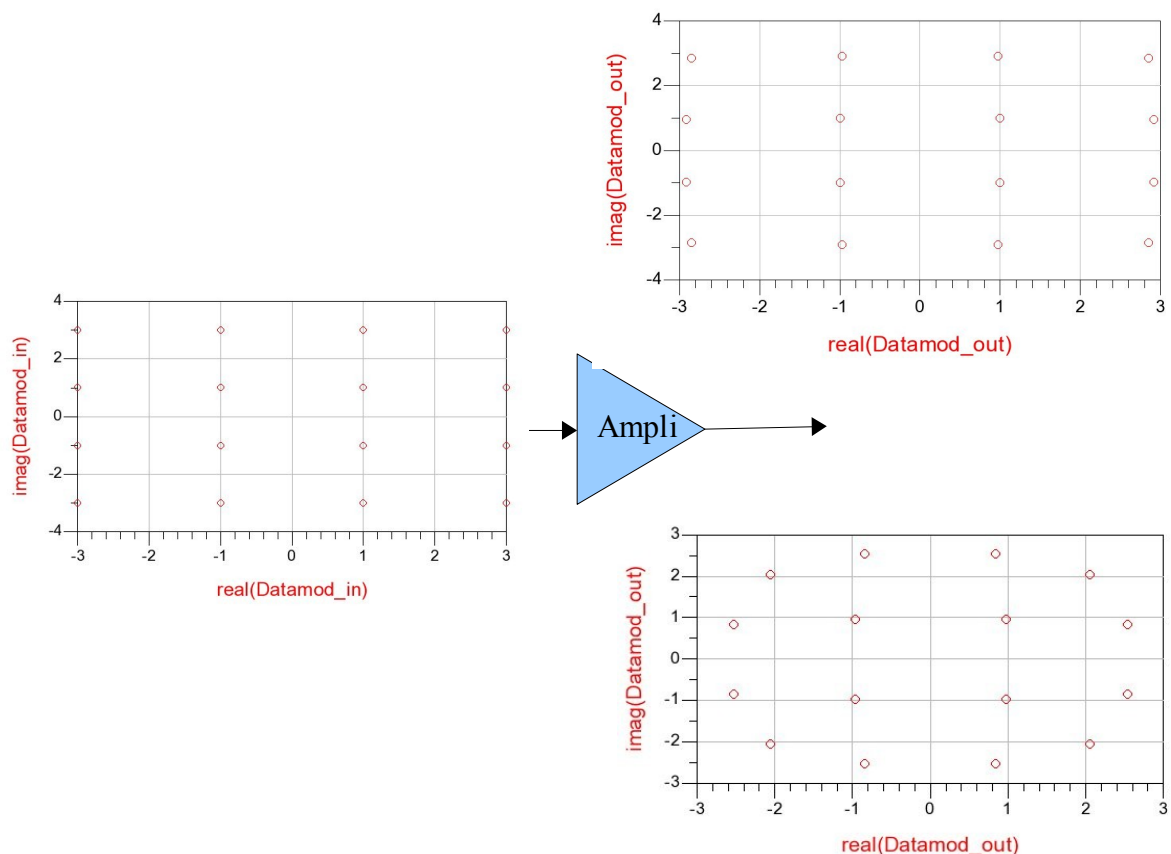 4
2
0
-2
-4
imag(Datamod_out)
-3 -2 -1 0 1 2 3
real(Datamod_out)
4
2
0
-2
-4
imag(Datamod_in)
-3 -2 -1 0 1 2 3
real(Datamod_in)
Ampli
3
2
1
0
-1
-2
-3
imag(Datamod_out)
-3 -2 -1 0 1 2 3
real(Datamod_out)